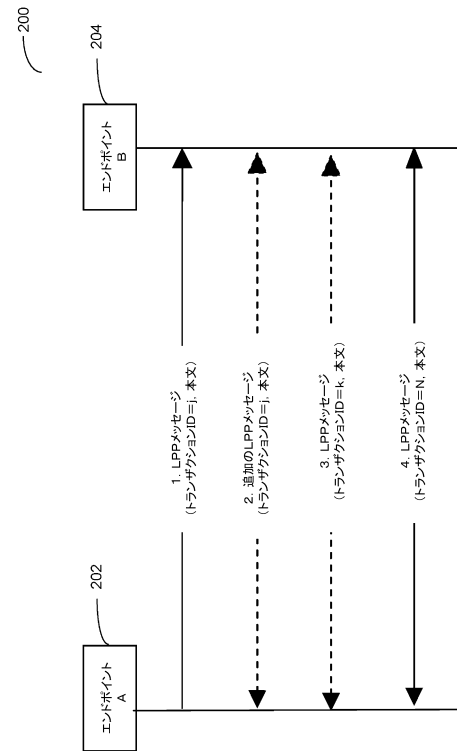 200
202
204
エンドポイント
A
エンドポイント
B
1. LPPメッセージ
(トランザクションID=j, 本文)
2. 追加のLPPメッセージ
(トランザクションID=j, 本文)
3. LPPメッセージ
(トランザクションID=k, 本文)
4. LPPメッセージ
(トランザクションID=N, 本文)